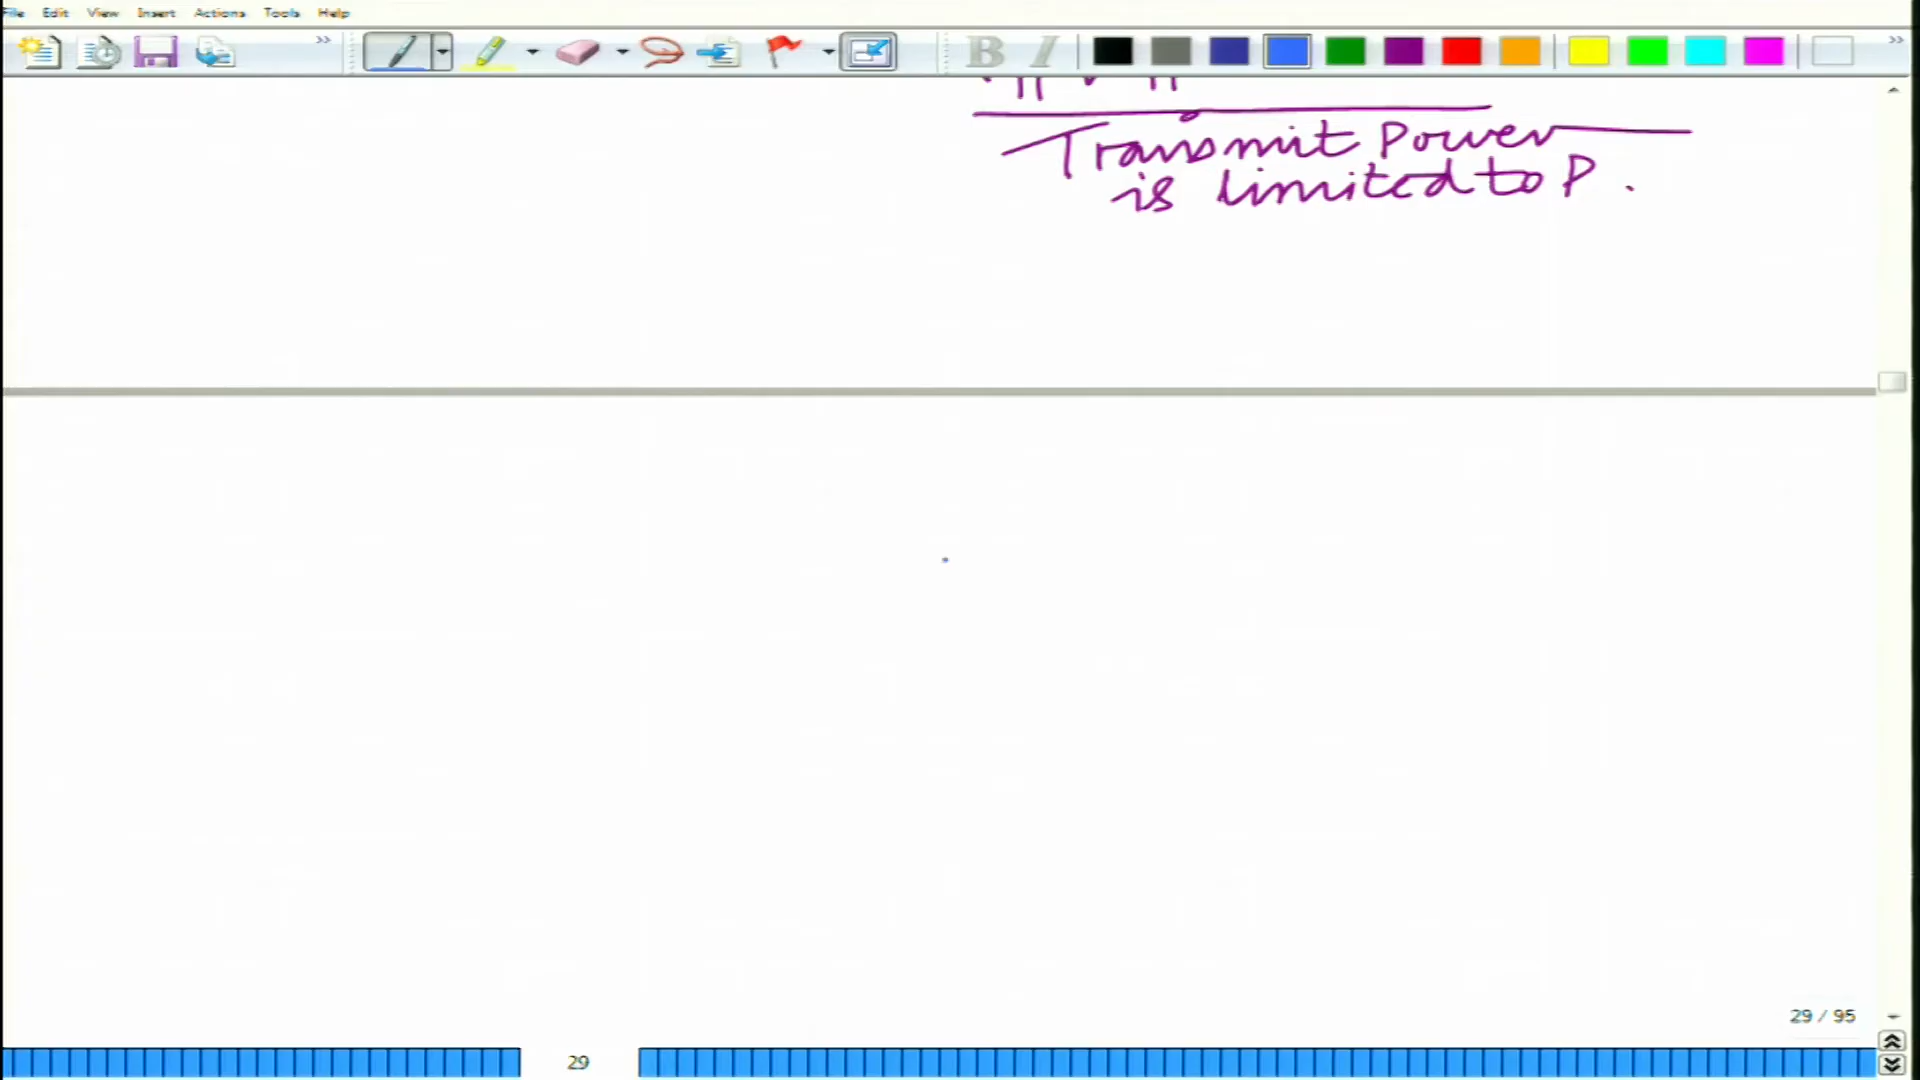 File Edit View Insert Actions Tools Help
B I
Transmit Power
is limited to P.
29 / 95
29